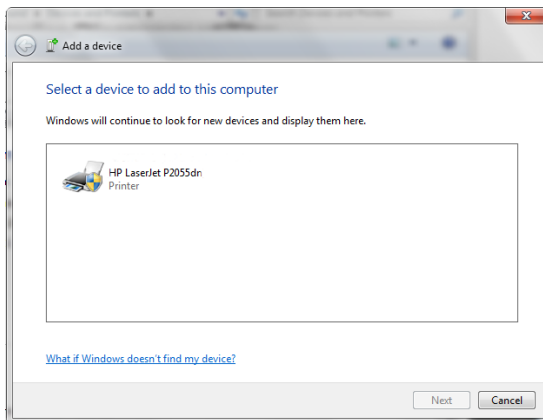 Add a device
Select a device to add to this computer
Windows will continue to look for new devices and display them here.
HP LaserJet P2055dn
Printer
What if Windows doesn't find my device?
Next
Cancel